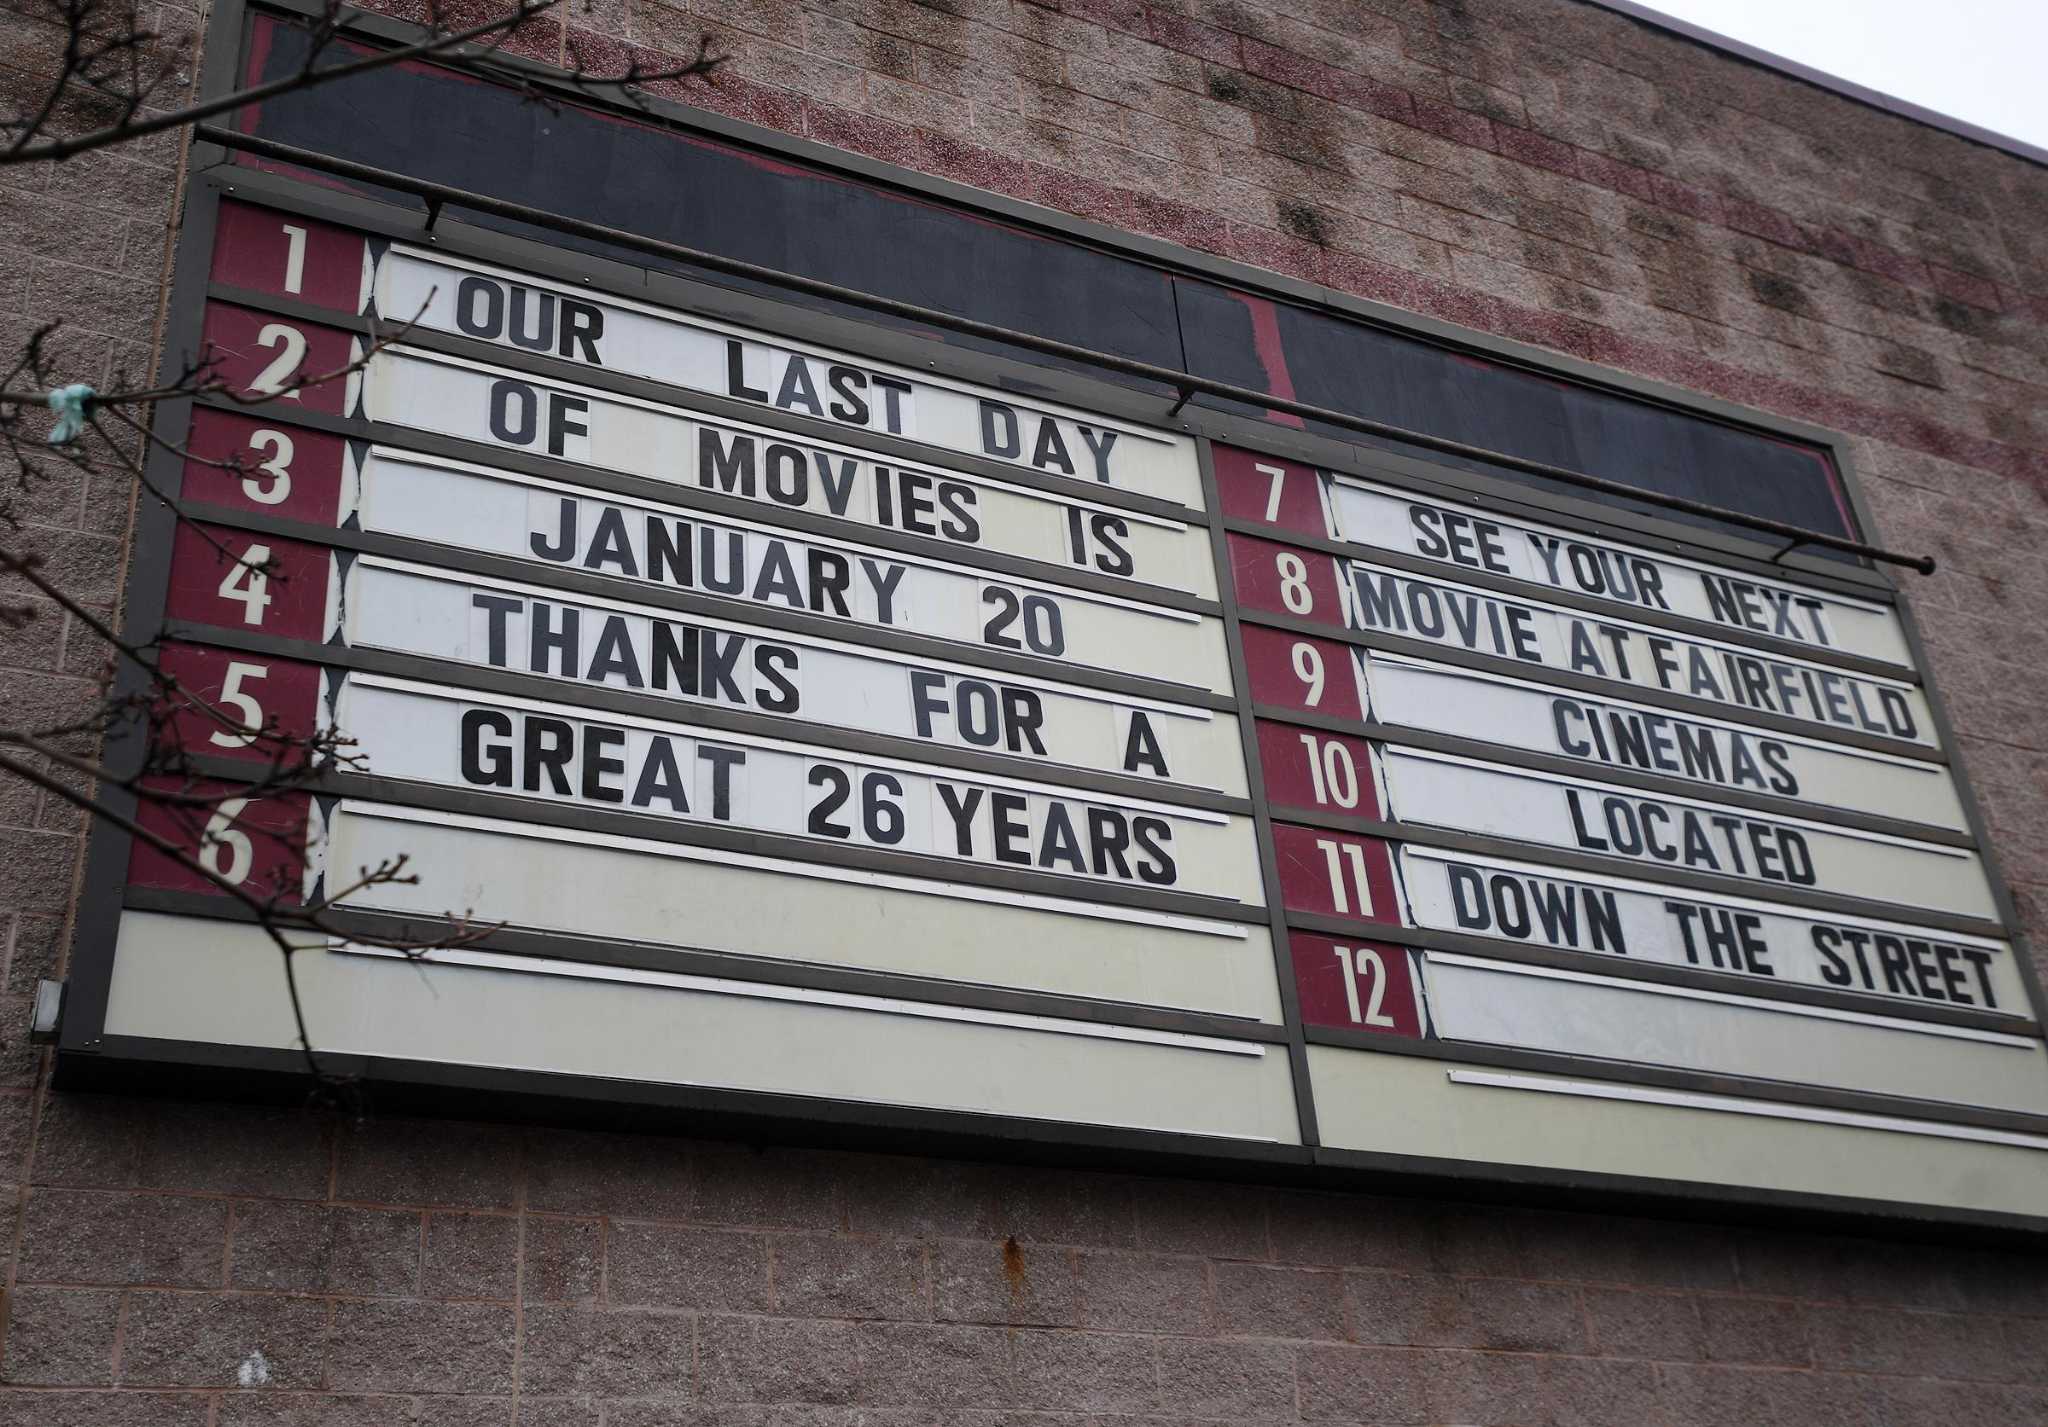 1 OUR LAST DAY
2 OF MOVIES IS
3 JANUARY 20
4 THANKS FOR A
5 GREAT 26 YEARS
6
7 SEE YOUR NEXT
8 MOVIE AT FAIRFIELD
9 CINEMAS
10 LOCATED
11 DOWN THE STREET
12